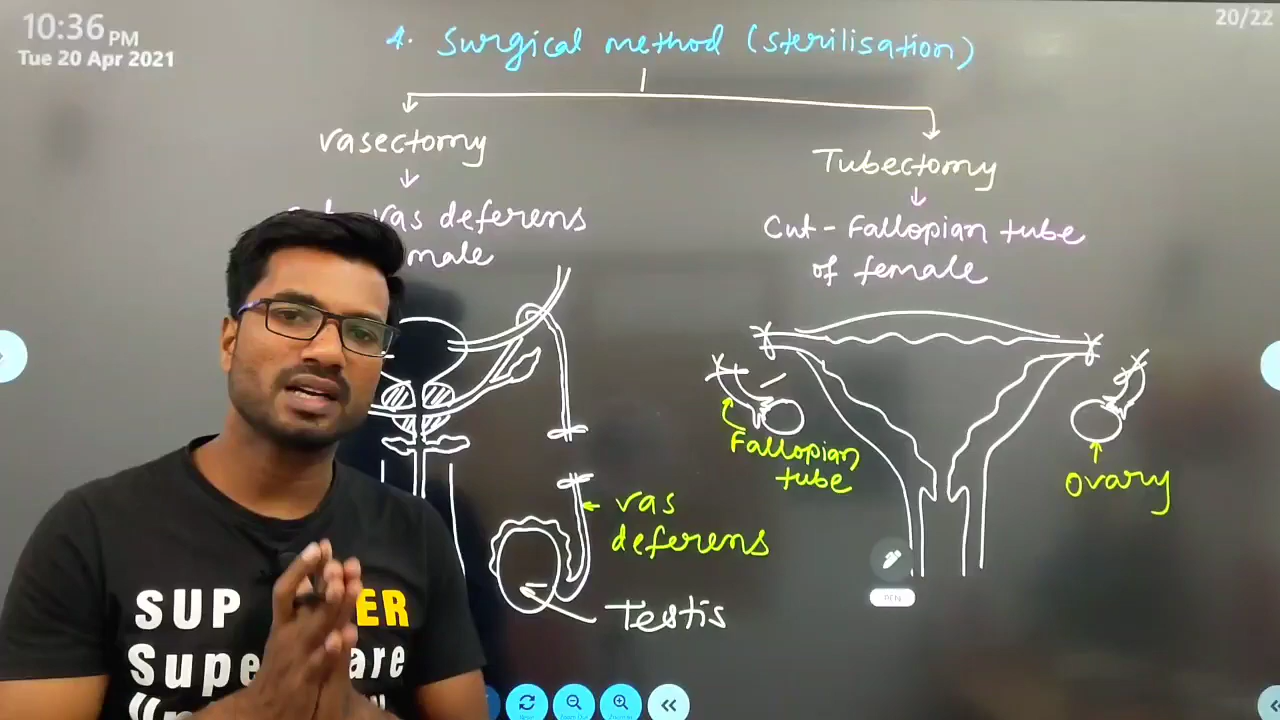 10:36 PM
Tue 20 Apr 2021
20/22
4. Surgical method (sterilisation)
vasectomy
Tubectomy
vas deferens
male
Cut - Fallopian tube
of female
Fallopian
tube
ovary
vas
deferens
Testis
SUP ER
Supe are